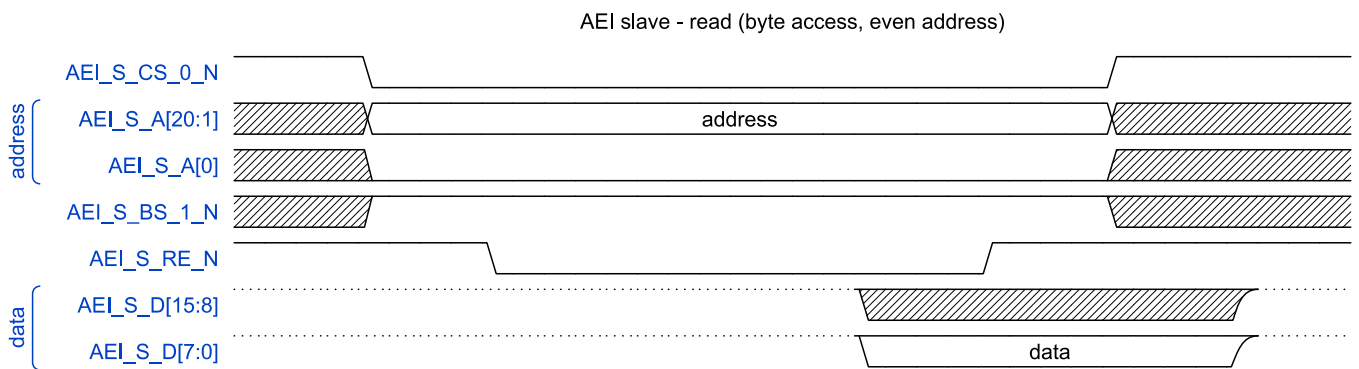 AEI slave - read (byte access, even address)
AEI_S_CS_0_N
address
AEI_S_A[20:1]
address
AEI_S_A[0]
AEI_S_BS_1_N
AEI_S_RE_N
data
AEI_S_D[15:8]
AEI_S_D[7:0]
data